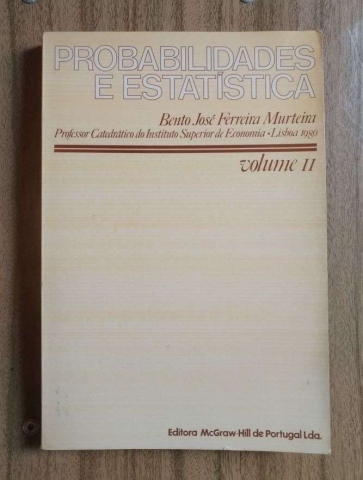 PROBABILIDADES
E ESTATÍSTICA
Bento José Ferreira Murteira
Professor Catedrático do Instituto Superior de Economia • Lisboa 1980
volume II
Editora McGraw-Hill de Portugal Lda.